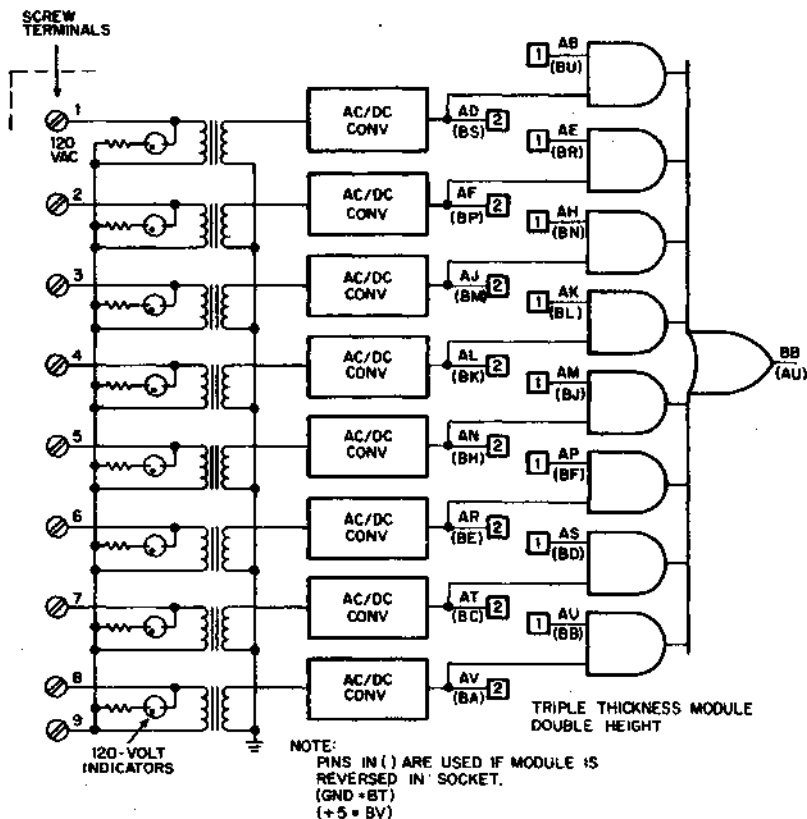 SCREW
TERMINALS
1
120
VAC
AC/DC
CONV
AD
(BS)
2
1
AB
(BU)
2
AC/DC
CONV
AF
(BP)
2
1
AE
(BR)
3
AC/DC
CONV
AJ
(BM)
2
1
AH
(BN)
4
AC/DC
CONV
AL
(BK)
2
1
AK
(BL)
5
AC/DC
CONV
AN
(BH)
2
1
AM
(BJ)
6
AC/DC
CONV
AR
(BE)
2
1
AP
(BF)
7
AC/DC
CONV
AT
(BC)
2
1
AS
(BD)
8
AC/DC
CONV
AV
(BA)
2
1
AU
(BB)
9
BB
(AU)
120-VOLT
INDICATORS
TRIPLE THICKNESS MODULE
DOUBLE HEIGHT
NOTE:
PINS IN ( ) ARE USED IF MODULE IS
REVERSED IN SOCKET.
(GND = BT)
(+5 = BV)